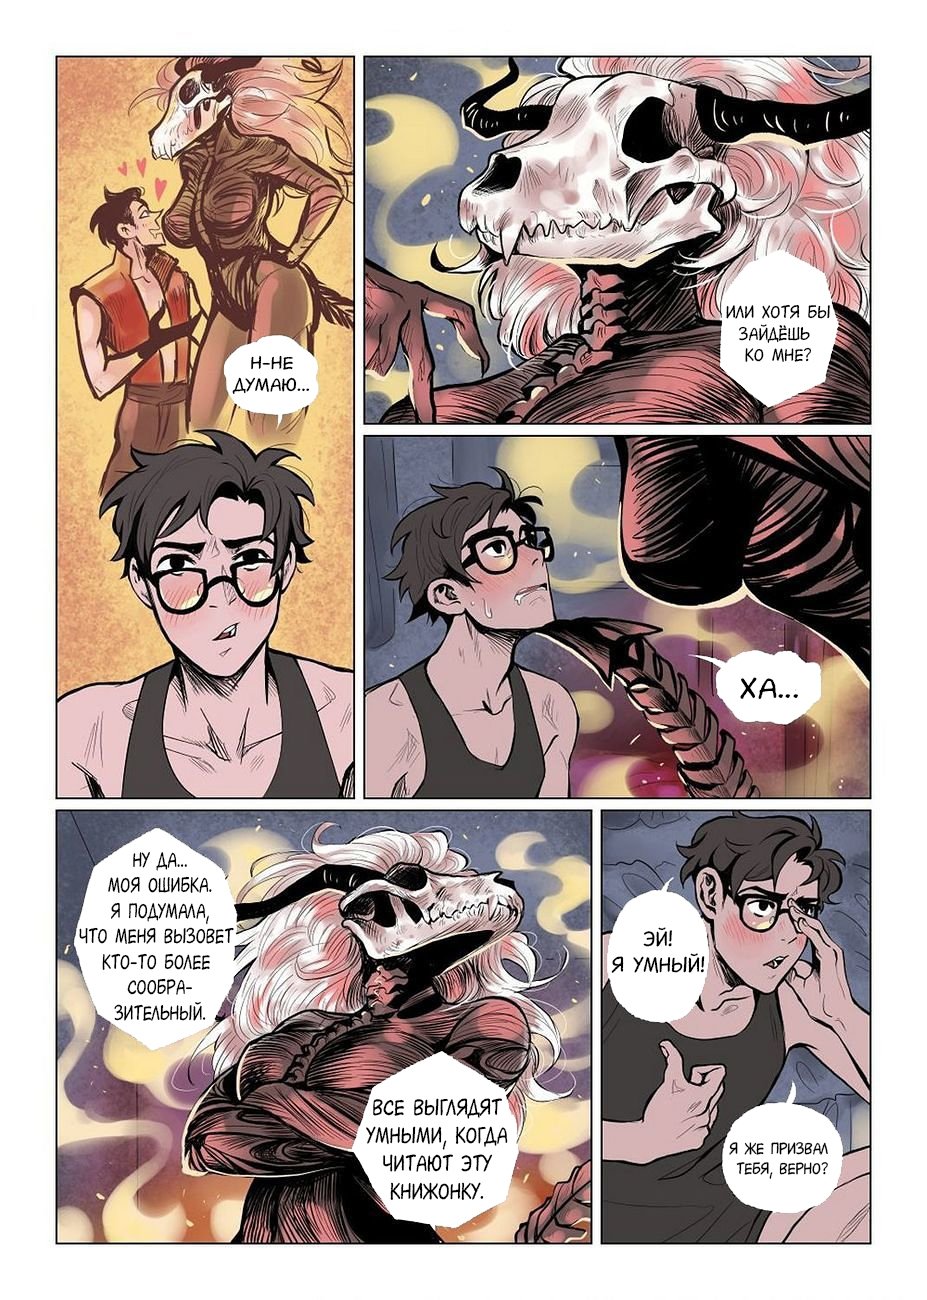 Н-НЕ
ДУМАЮ...
ИЛИ ХОТЯ БЫ
ЗАЙДЁШЬ
КО МНЕ?
ХА...
НУ ДА...
МОЯ ОШИБКА.
Я ПОДУМАЛА,
ЧТО МЕНЯ ВЫЗОВЕТ
КТО-ТО БОЛЕЕ
СООБРА-
ЗИТЕЛЬНЫЙ.
ВСЕ ВЫГЛЯДЯТ
УМНЫМИ, КОГДА
ЧИТАЮТ ЭТУ
КНИЖОНКУ.
ЭЙ!
Я УМНЫЙ!
Я ЖЕ ПРИЗВАЛ
ТЕБЯ, ВЕРНО?